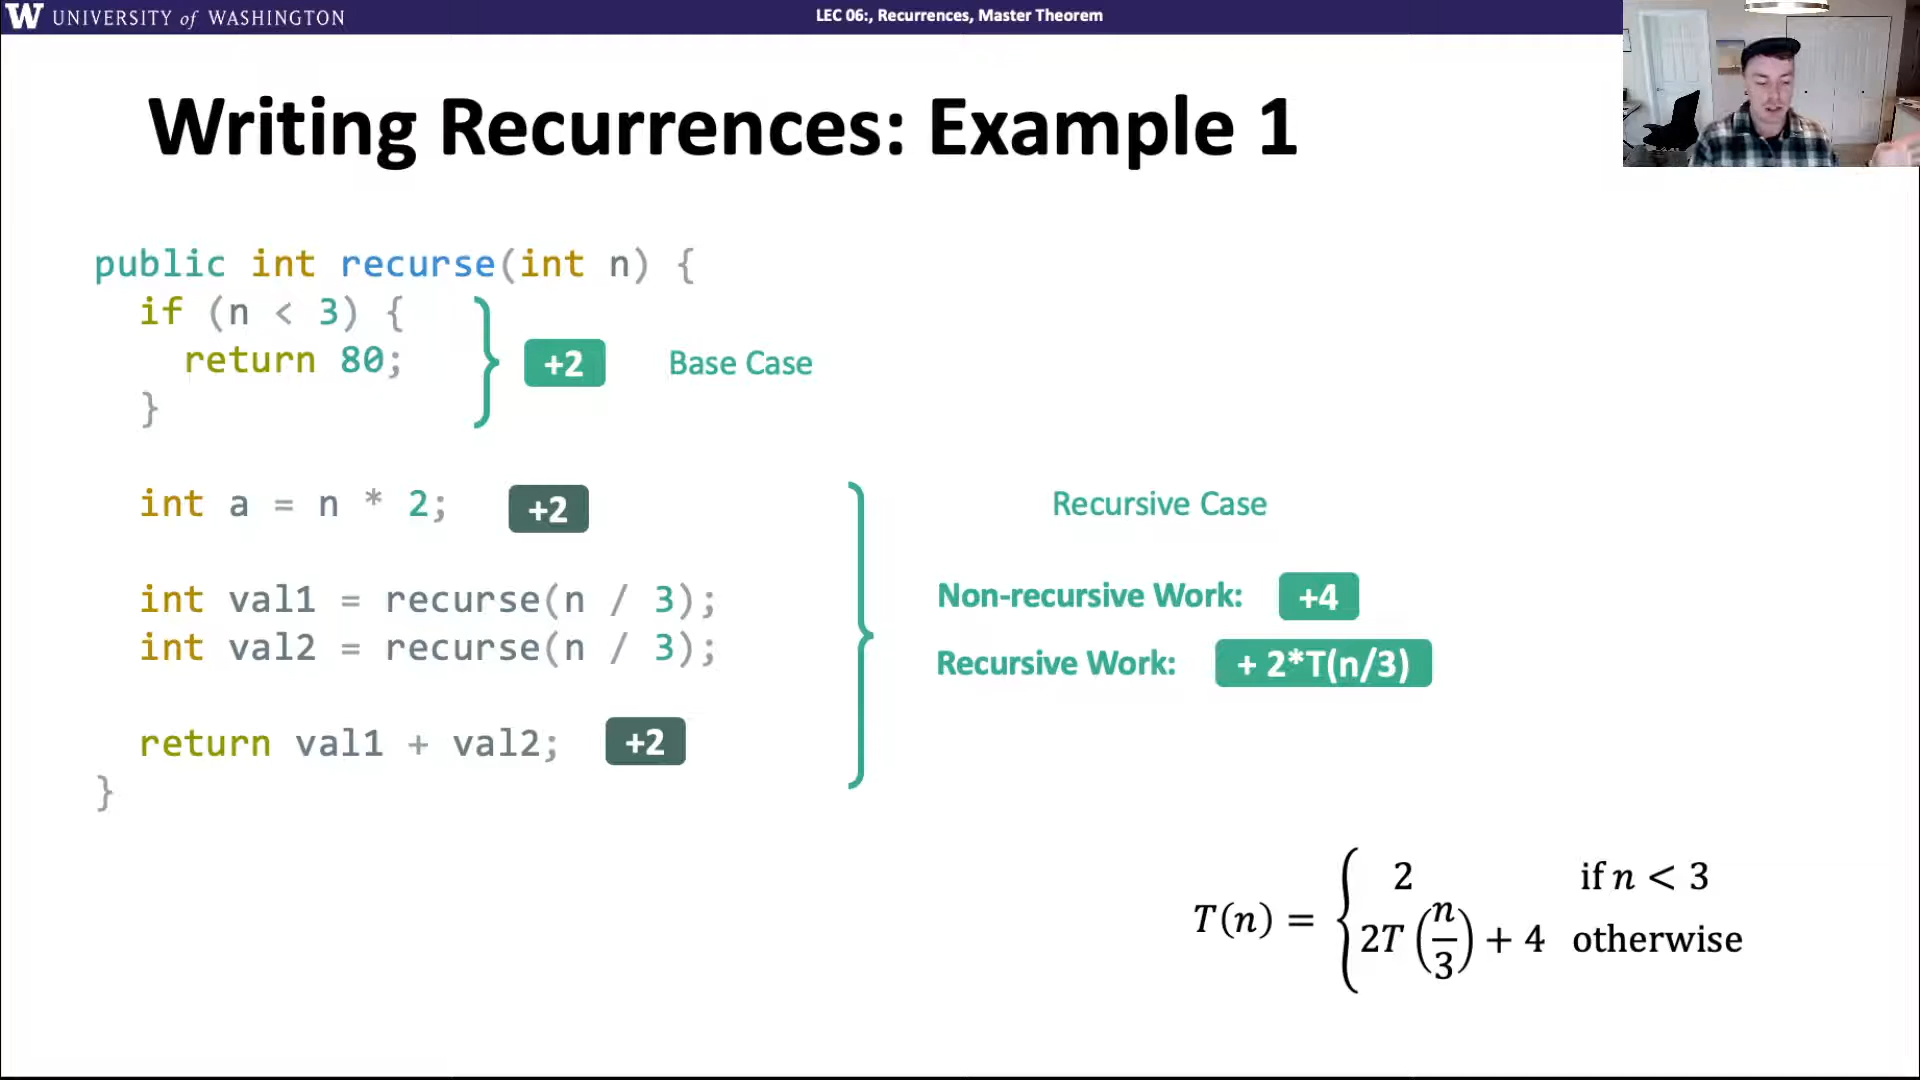 W UNIVERSITY of WASHINGTON
LEC 06:, Recurrences, Master Theorem
Writing Recurrences: Example 1
public int recurse(int n) {
if (n < 3) {
return 80;
}
+2
Base Case
int a = n * 2;
+2
int val1 = recurse(n / 3);
int val2 = recurse(n / 3);
return val1 + val2;
+2
}
Recursive Case
Non-recursive Work: +4
Recursive Work: + 2*T(n/3)
T(n) = { 2 if n < 3
2T (n/3) + 4 otherwise